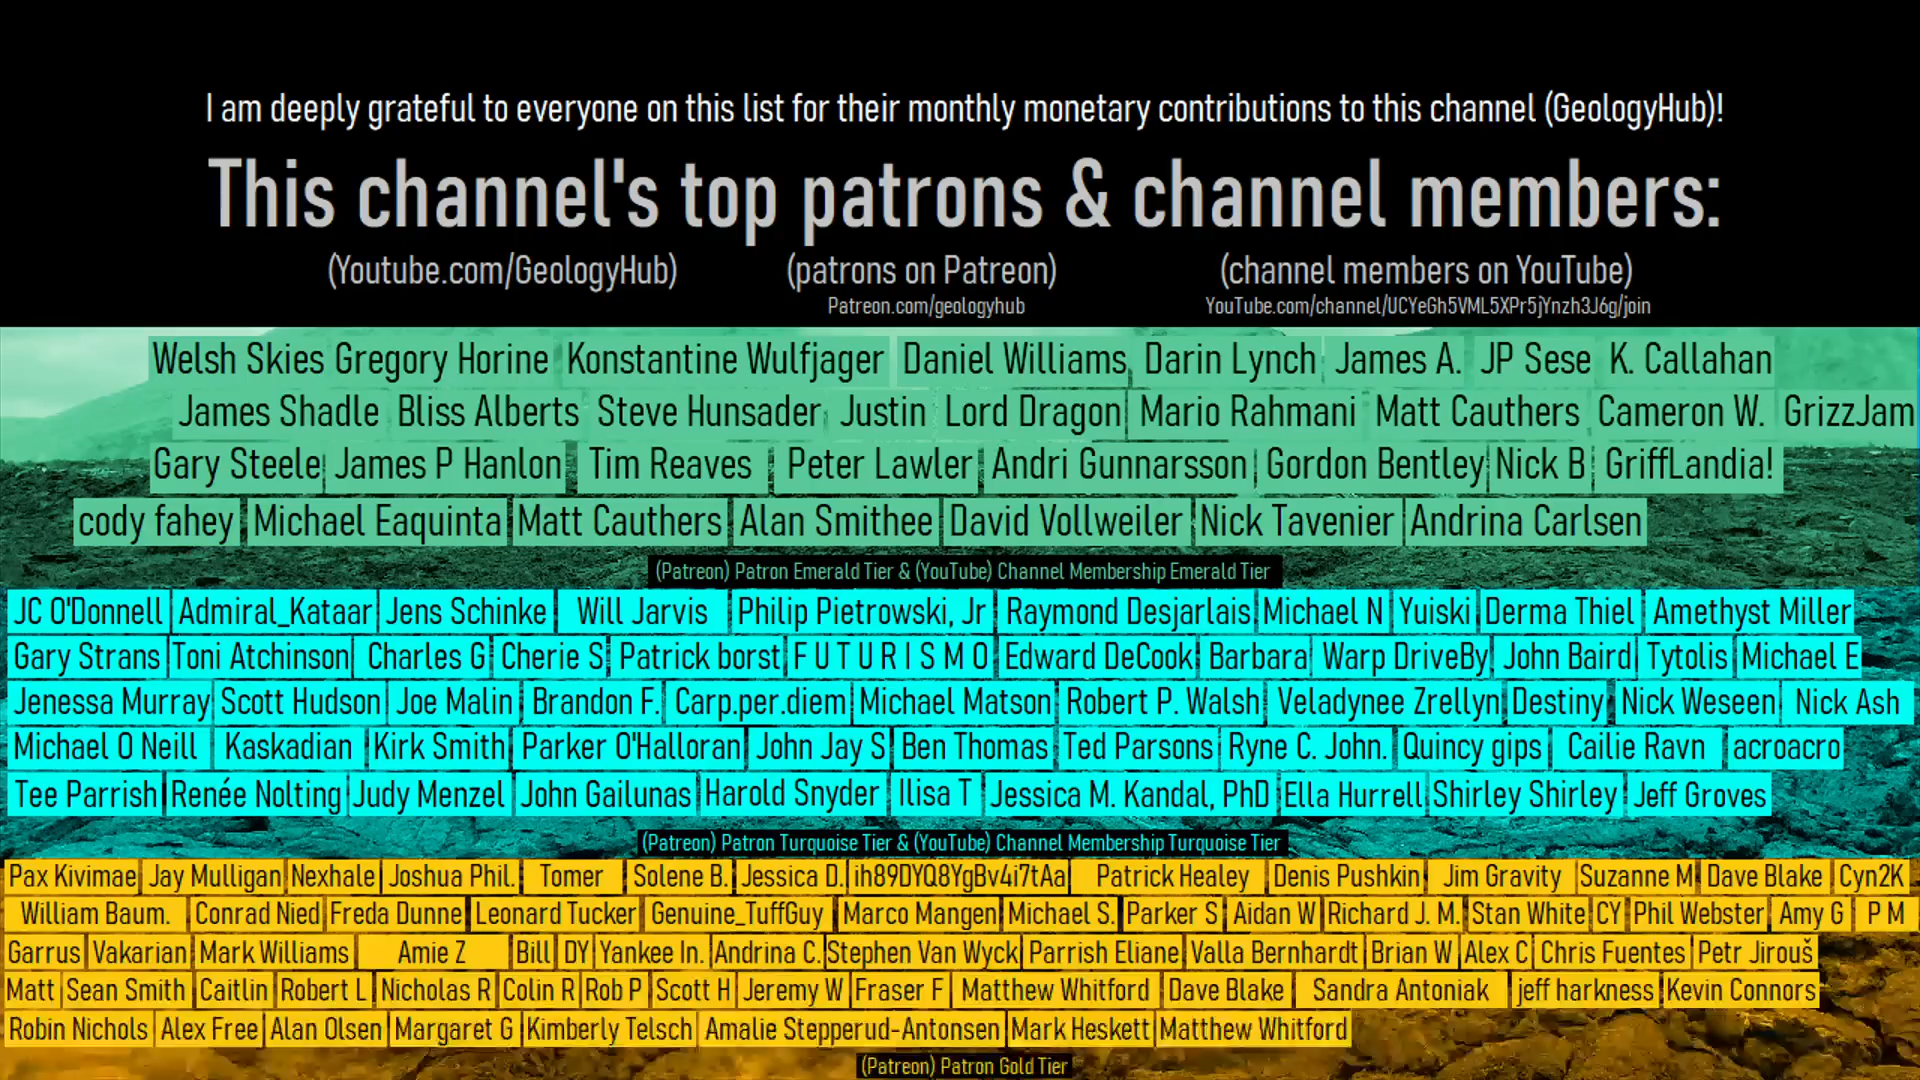 I am deeply grateful to everyone on this list for their monthly monetary contributions to this channel (GeologyHub)!
This channel's top patrons & channel members:
(Youtube.com/GeologyHub) (patrons on Patreon) (channel members on YouTube)
Patreon.com/geologyhub YouTube.com/channel/UCYeGh5VML5XPr5jYnzh3J6g/join
Welsh Skies Gregory Horine Konstantine Wulfjager Daniel Williams Darin Lynch James A. JP Sese K. Callahan
James Shadle Bliss Alberts Steve Hunsader Justin Lord Dragon Mario Rahmani Matt Cauthers Cameron W. GrizzJam
Gary Steele James P Hanlon Tim Reaves Peter Lawler Andri Gunnarsson Gordon Bentley Nick B GriffLandia!
cody fahey Michael Eaquinta Matt Cauthers Alan Smithee David Vollweiler Nick Tavenier Andrina Carlsen
(Patreon) Patron Emerald Tier & (YouTube) Channel Membership Emerald Tier
JC O'Donnell Admiral_Kataar Jens Schinke Will Jarvis Philip Pietrowski, Jr Raymond Desjarlais Michael N Yuiski Derma Thiel Amethyst Miller
Gary Strans Toni Atchinson Charles G Cherie S Patrick borst F U T U R I S M O Edward DeCook Barbara Warp DriveBy John Baird Tytolis Michael E
Jenessa Murray Scott Hudson Joe Malin Brandon F. Carp.per.diem Michael Matson Robert P. Walsh Veladynee Zrellyn Destiny Nick Weseen Nick Ash
Michael O Neill Kaskadian Kirk Smith Parker O'Halloran John Jay S Ben Thomas Ted Parsons Ryne C. John. Quincy gips Cailie Ravn acroacro
Tee Parrish Renée Nolting Judy Menzel John Gailunas Harold Snyder Ilisa T Jessica M. Kandal, PhD Ella Hurrell Shirley Shirley Jeff Groves
(Patreon) Patron Turquoise Tier & (YouTube) Channel Membership Turquoise Tier
Pax Kivimae Jay Mulligan Nexhale Joshua Phil. Tomer Solene B. Jessica D. ih89DYQ8YgBv4i7tAa Patrick Healey Denis Pushkin Jim Gravity Suzanne M Dave Blake Cyn2K
William Baum. Conrad Nied Freda Dunne Leonard Tucker Genuine_TuffGuy Marco Mangen Michael S. Parker S Aidan W Richard J. M. Stan White CY Phil Webster Amy G P M
Garrus Vakarian Mark Williams Amie Z Bill DY Yankee In. Andrina C. Stephen Van Wyck Parrish Eliane Valla Bernhardt Brian W Alex C Chris Fuentes Petr Jirouš
Matt Sean Smith Caitlin Robert L Nicholas R Colin R Rob P Scott H Jeremy W Fraser F Matthew Whitford Dave Blake Sandra Antoniak jeff harkness Kevin Connors
Robin Nichols Alex Free Alan Olsen Margaret G Kimberly Telsch Amalie Stepperud-Antonsen Mark Heskett Matthew Whitford
(Patreon) Patron Gold Tier